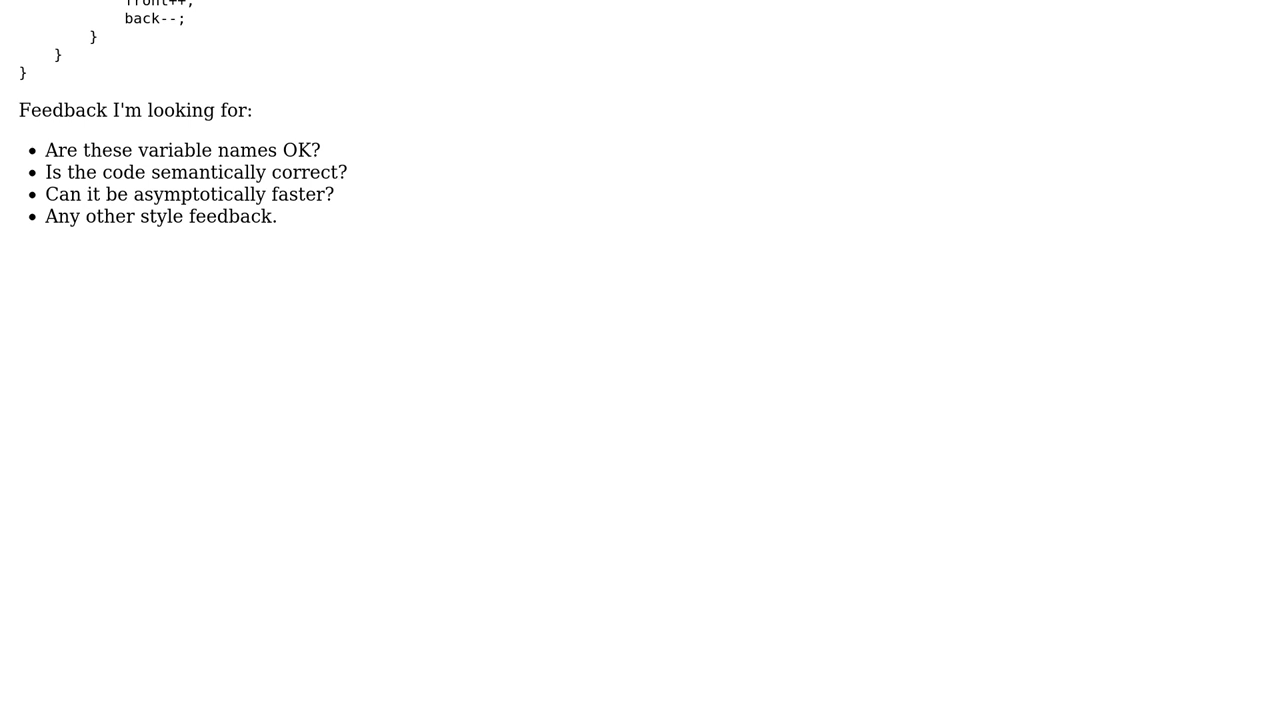 front++;
back--;
}
}
}
Feedback I'm looking for:
• Are these variable names OK?
• Is the code semantically correct?
• Can it be asymptotically faster?
• Any other style feedback.